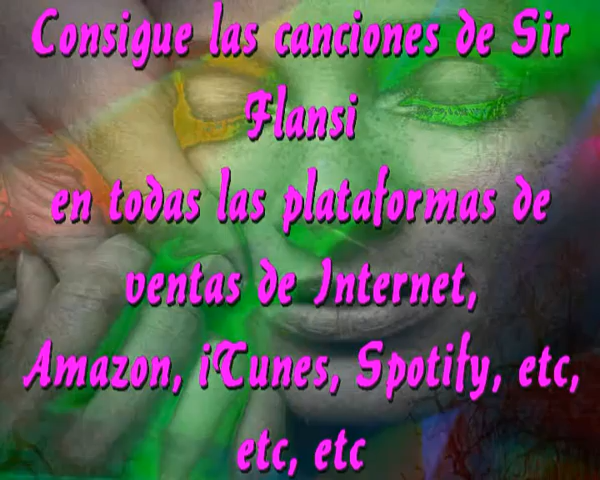 Consigue las canciones de Sir
Flansi
en todas las plataformas de
ventas de Internet,
Amazon, iTunes, Spotify, etc,
etc, etc